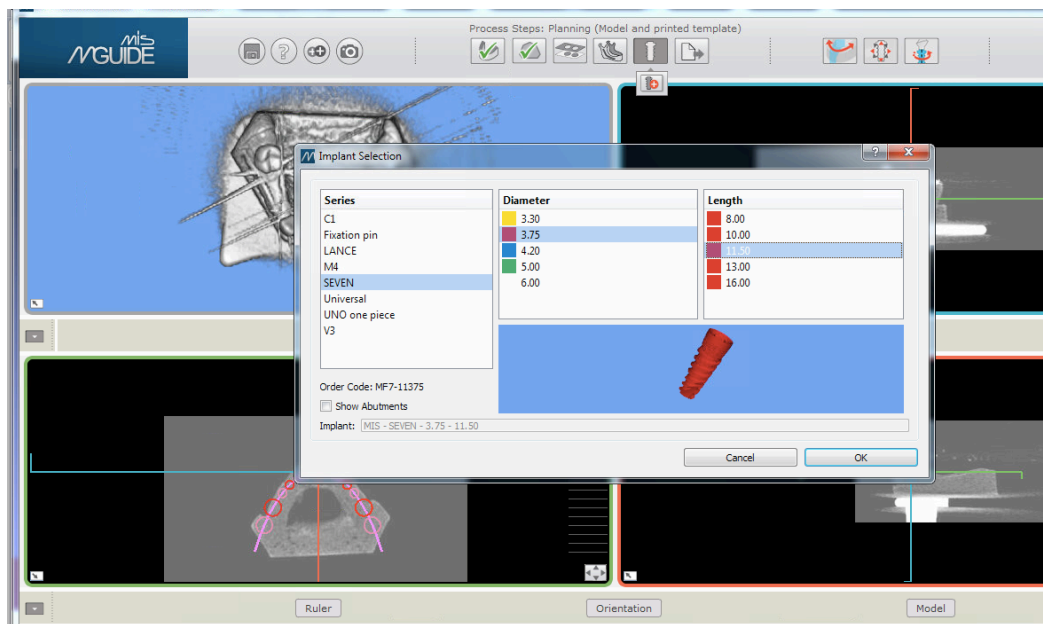 Process Steps: Planning (Model and printed template)
MIS
MGUIDE
Implant Selection
Series
C1
Fixation pin
LANCE
M4
SEVEN
Universal
UNO one piece
V3
Diameter
3.30
3.75
4.20
5.00
6.00
Length
8.00
10.00
11.50
13.00
16.00
Order Code: MF7-11375
Show Abutments
Implant: MIS - SEVEN - 3.75 - 11.50
Cancel
OK
Ruler
Orientation
Model